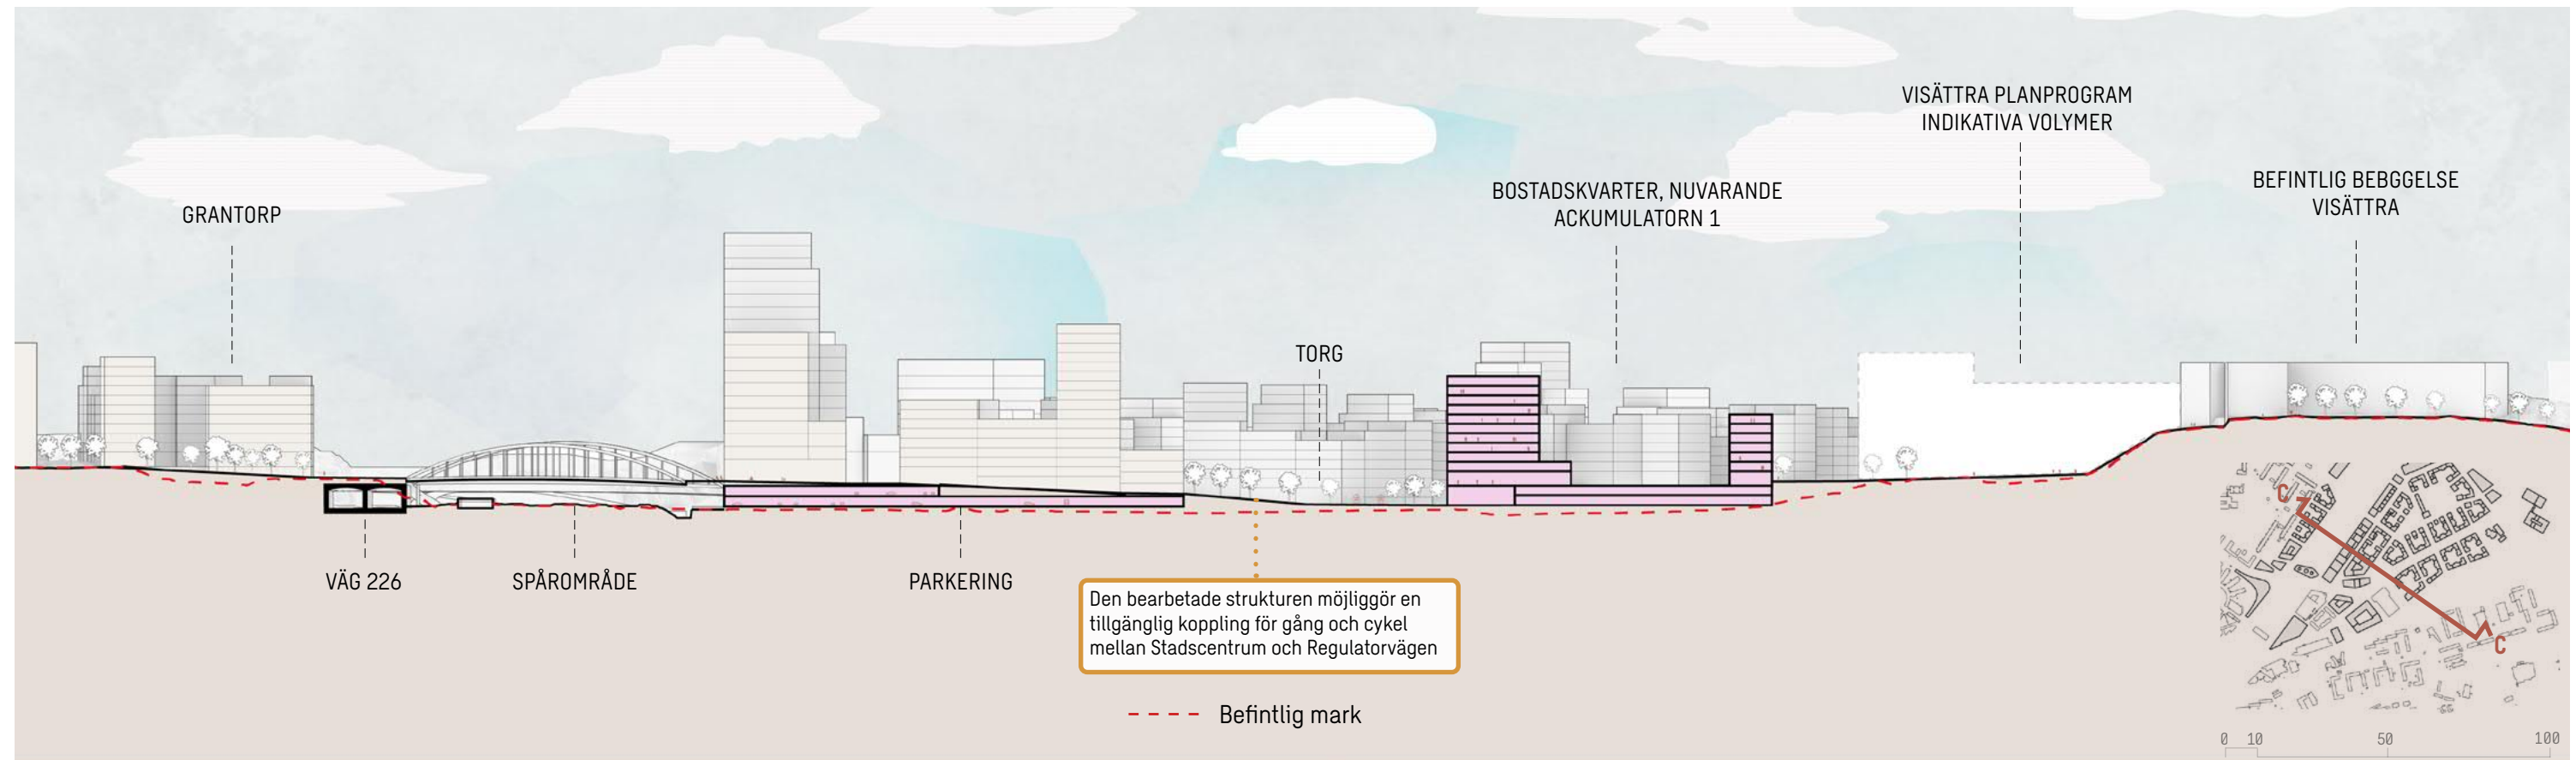 GRANTORP
TORG
BOSTADSKVARTER, NUVARANDE
ACKUMULATORN 1
VISÄTTRA PLANPROGRAM
INDIKATIVA VOLYMER
BEFINTLIG BEBGGELSE
VISÄTTRA
VÄG 226
SPÅROMRÅDE
PARKERING
Den bearbetade strukturen möjliggör en
tillgänglig koppling för gång och cykel
mellan Stadscentrum och Regulatorvägen
Befintlig mark
C
C
0 10 50 100